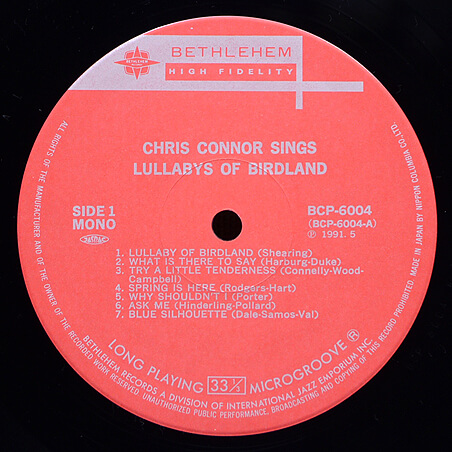 BETHLEHEM
BETHLEHEM
HIGH FIDELITY
CHRIS CONNOR SINGS
LULLABYS OF BIRDLAND
SIDE 1
MONO
JASRAC
BCP-6004
(BCP-6004-A)
Ⓟ 1991. 5
1. LULLABY OF BIRDLAND (Shearing)
2. WHAT IS THERE TO SAY (Harburg-Duke)
3. TRY A LITTLE TENDERNESS (Connelly-Wood-
Campbell)
4. SPRING IS HERE (Rodgers-Hart)
5. WHY SHOULDN'T I (Porter)
6. ASK ME (Hinderling-Pollard)
7. BLUE SILHOUETTE (Dale-Samos-Val)
LONG PLAYING 33⅓ MICROGROOVE ®
BETHLEHEM RECORDS A DIVISION OF INTERNATIONAL JAZZ EMPORIUM INC.
ALL RIGHTS OF THE MANUFACTURER AND OF THE OWNER OF THE RECORDED WORK RESERVED. UNAUTHORIZED PUBLIC PERFORMANCE, BROADCASTING AND COPYING OF THIS RECORD PROHIBITED. MADE IN JAPAN BY NIPPON COLUMBIA CO., LTD.